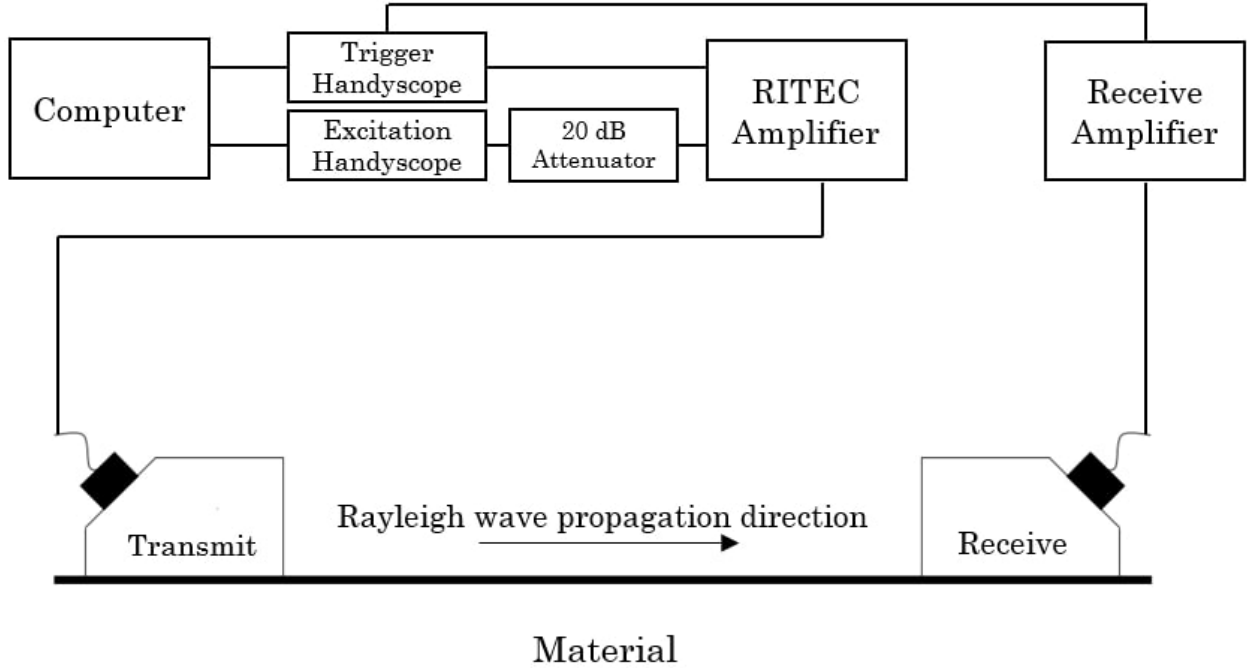 Computer
Trigger
Handyscope
Excitation
Handyscope
20 dB
Attenuator
RITEC
Amplifier
Receive
Amplifier
Rayleigh wave propagation direction
Transmit
Receive
Material